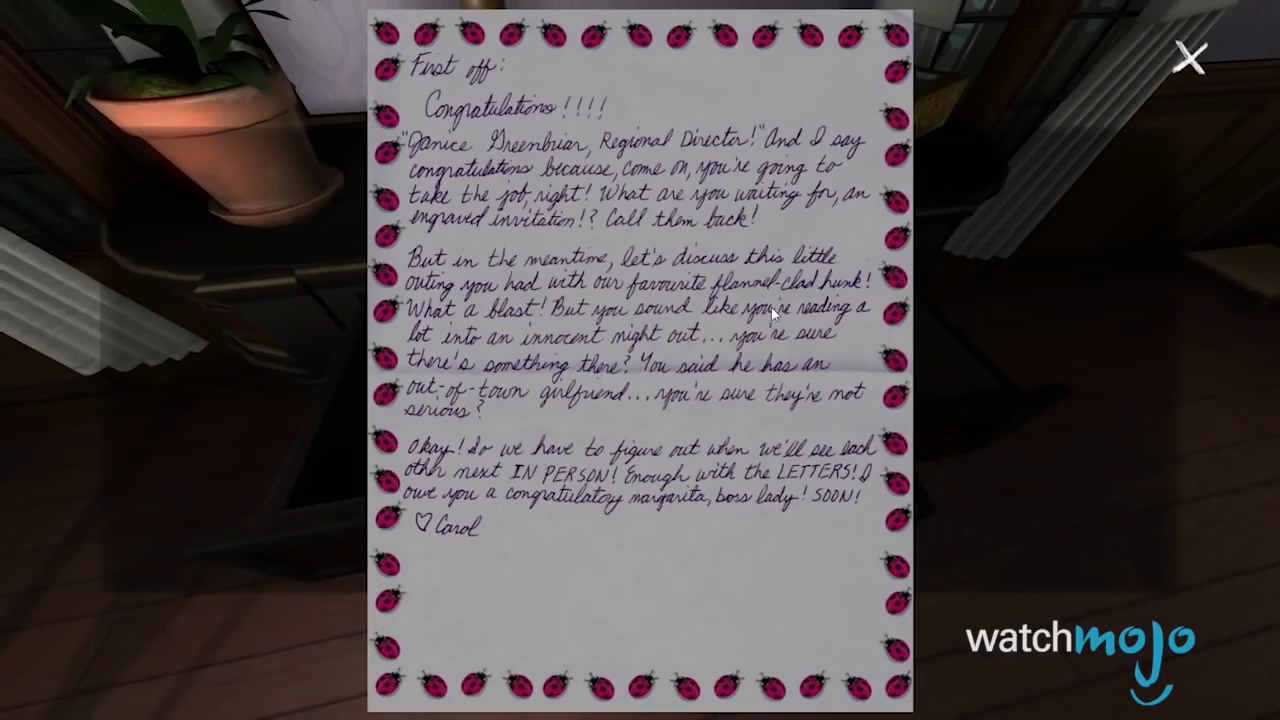 First off:
Congratulations!!!!
"Janice Greenbriar, Regional Director!" And I say
congratulations because, come on, you're going to
take the job, right! What are you waiting for, an
engraved invitation!? Call them back!
But in the meantime, let's discuss this little
outing you had with our favourite flannel-clad hunk!
What a blast! But you sound like you're reading a
lot into an innocent night out... you're sure
there's something there? You said he has an
out-of-town girlfriend... you're sure they're not
serious?
Okay! So we have to figure out when we'll see each
other next IN PERSON! Enough with the LETTERS! I
owe you a congratulatory margarita, boss lady! SOON!
♡ Carol
watchmojo